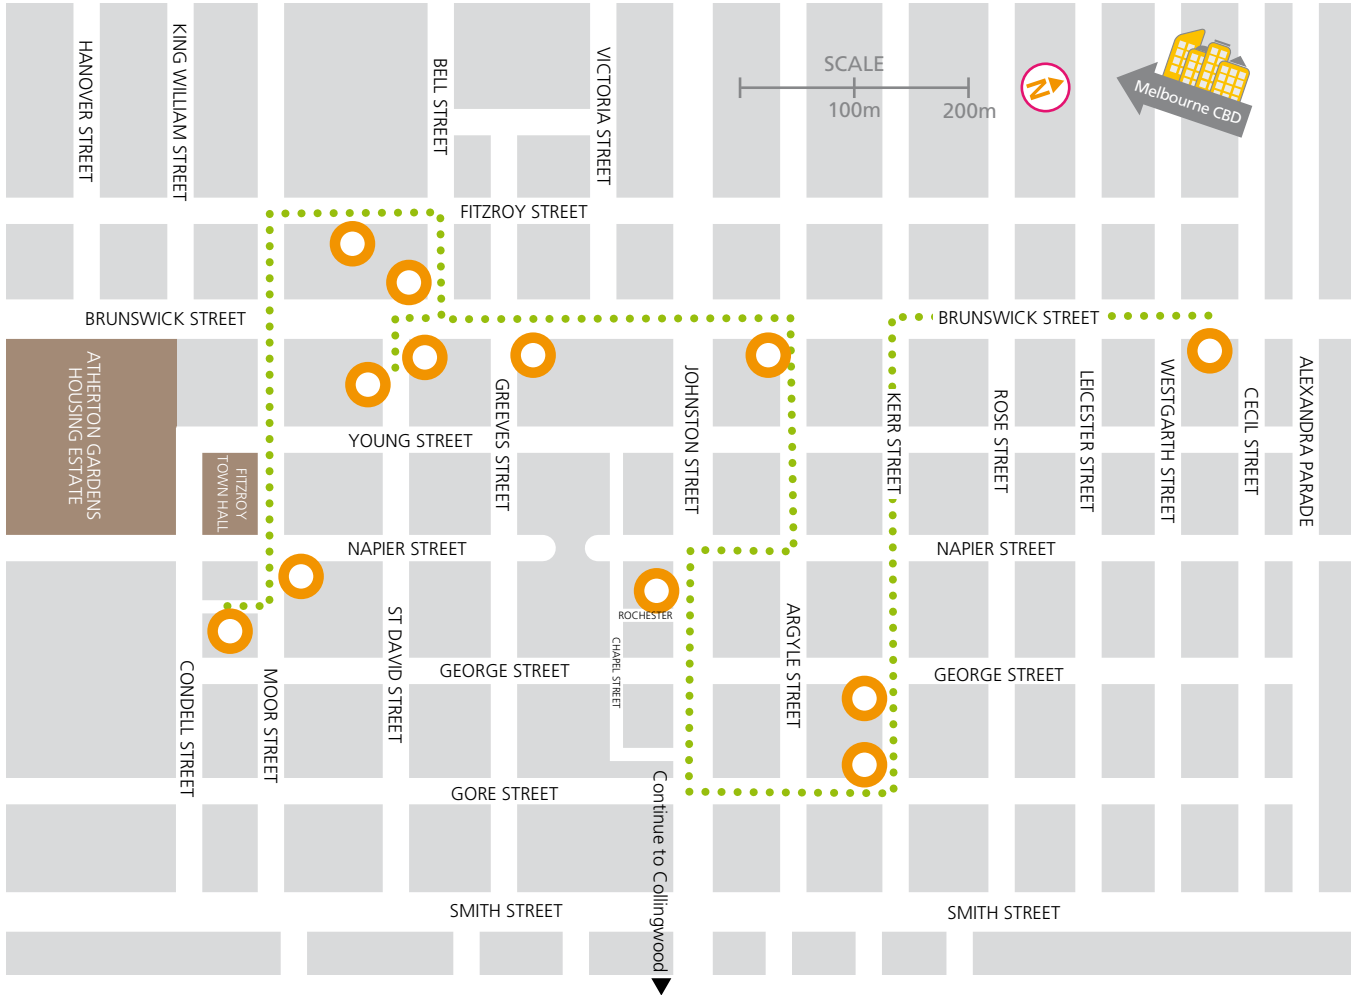 HANOVER STREET
KING WILLIAM STREET
BELL STREET
VICTORIA STREET
SCALE
100m
200m
N
Melbourne CBD
FITZROY STREET
BRUNSWICK STREET
BRUNSWICK STREET
ATHERTON GARDENS
HOUSING ESTATE
FITZROY
TOWN HALL
YOUNG STREET
GREEVES STREET
JOHNSTON STREET
KERR STREET
ROSE STREET
LEICESTER STREET
WESTGARTH STREET
CECIL STREET
ALEXANDRA PARADE
NAPIER STREET
NAPIER STREET
ROCHESTER
CHAPEL STREET
ST DAVID STREET
ARGYLE STREET
CONDELL STREET
MOOR STREET
GEORGE STREET
GEORGE STREET
GORE STREET
Continue to Collingwood
SMITH STREET
SMITH STREET